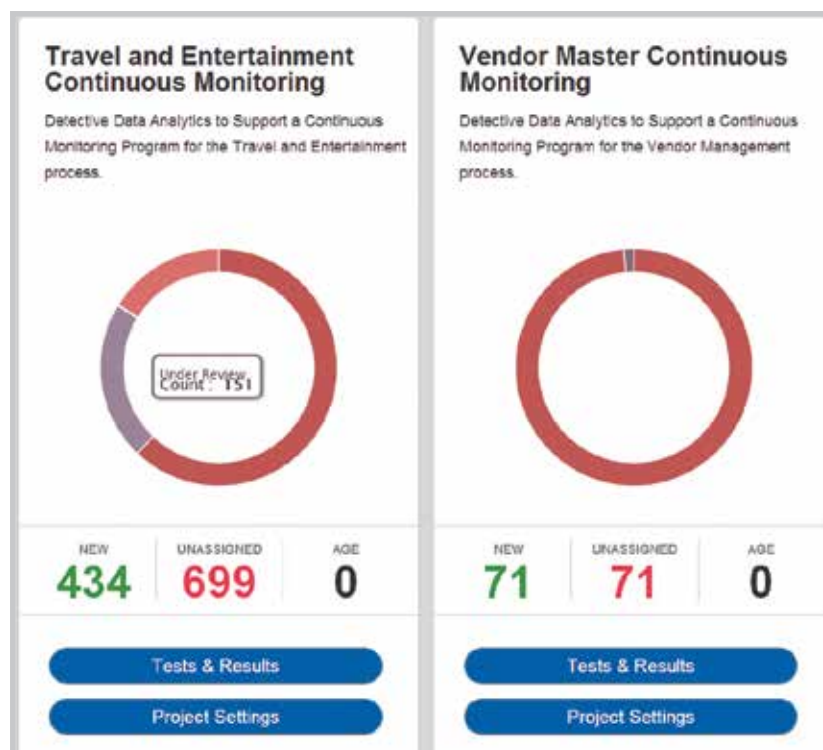 Travel and Entertainment
Continuous Monitoring
Detective Data Analytics to Support a Continuous
Monitoring Program for the Travel and Entertainment
process.
Under Review
Count :
NEW
434
UNASSIGNED
699
AGE
0
Tests & Results
Project Settings
Vendor Master Continuous
Monitoring
Detective Data Analytics to Support a Continuous
Monitoring Program for the Vendor Management
process.
NEW
71
UNASSIGNED
71
AGE
0
Tests & Results
Project Settings